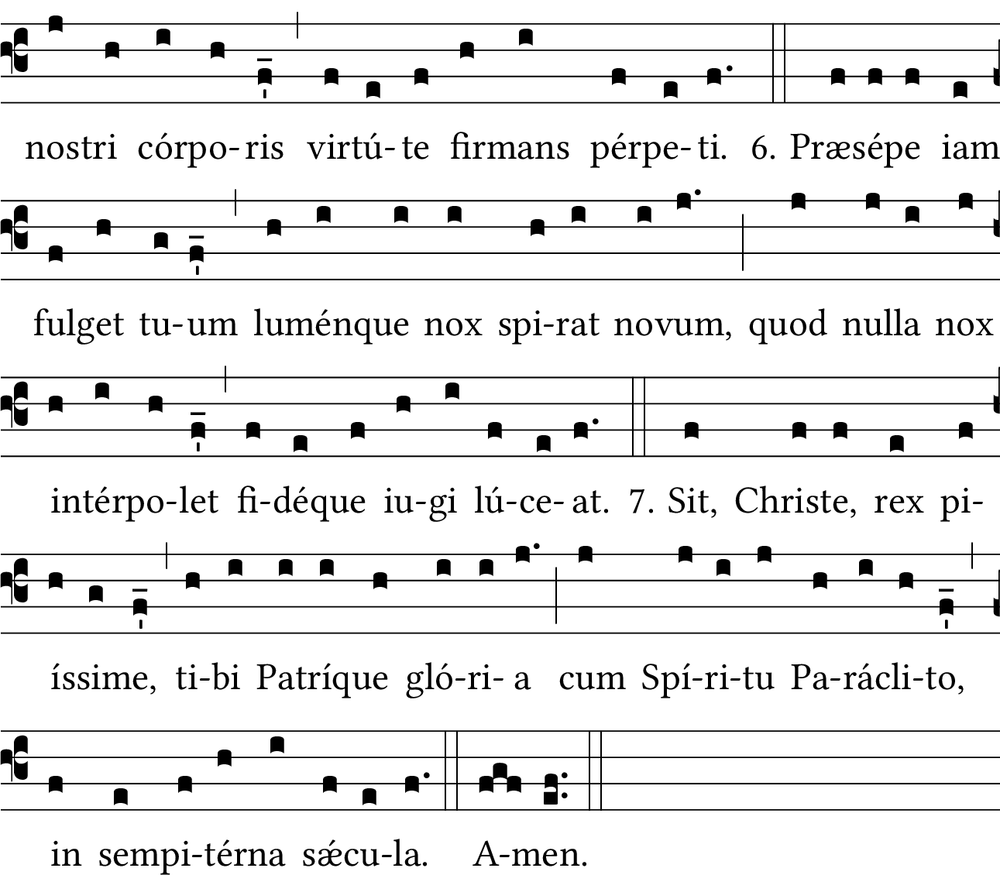 nostri córpo-ris virtú-te firmans pérpe-ti. 6. Præsépe iam
fulget tu-um luménque nox spi-rat novum, quod nulla nox
intérpo-let fi-déque iu-gi lú-ce-at. 7. Sit, Christe, rex pi-
íssime, ti-bi Patríque gló-ri-a cum Spí-ri-tu Pa-rácli-to,
in sempi-térna sǽcu-la. A-men.